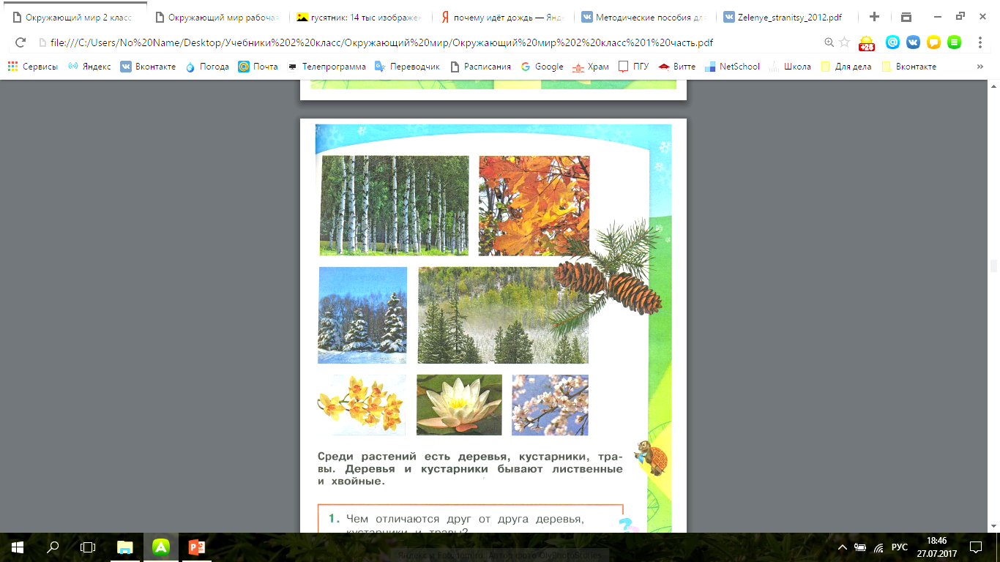 Окружающий мир 2 класс
Окружающий мир рабочая
гусятник: 14 тыс изображен
почему идёт дождь — Янд
Методические пособия для
Zelenye_stranitsy_2012.pdf
file:///C:/Users/No%20Name/Desktop/Учебники%202%20класс/Окружающий%20мир/Окружающий%20мир%202%20класс%201%20часть.pdf
+28
Сервисы Яндекс Вконтакте Погода Почта Телепрограмма Переводчик Расписания Google Храм ПГУ Витте NetSchool Школа Для дела Вконтакте »
Среди растений есть деревья, кустарники, тра-
вы. Деревья и кустарники бывают лиственные
и хвойные.
1. Чем отличаются друг от друга деревья,
кустарники и травы?
??
РУС
18:46
27.07.2017